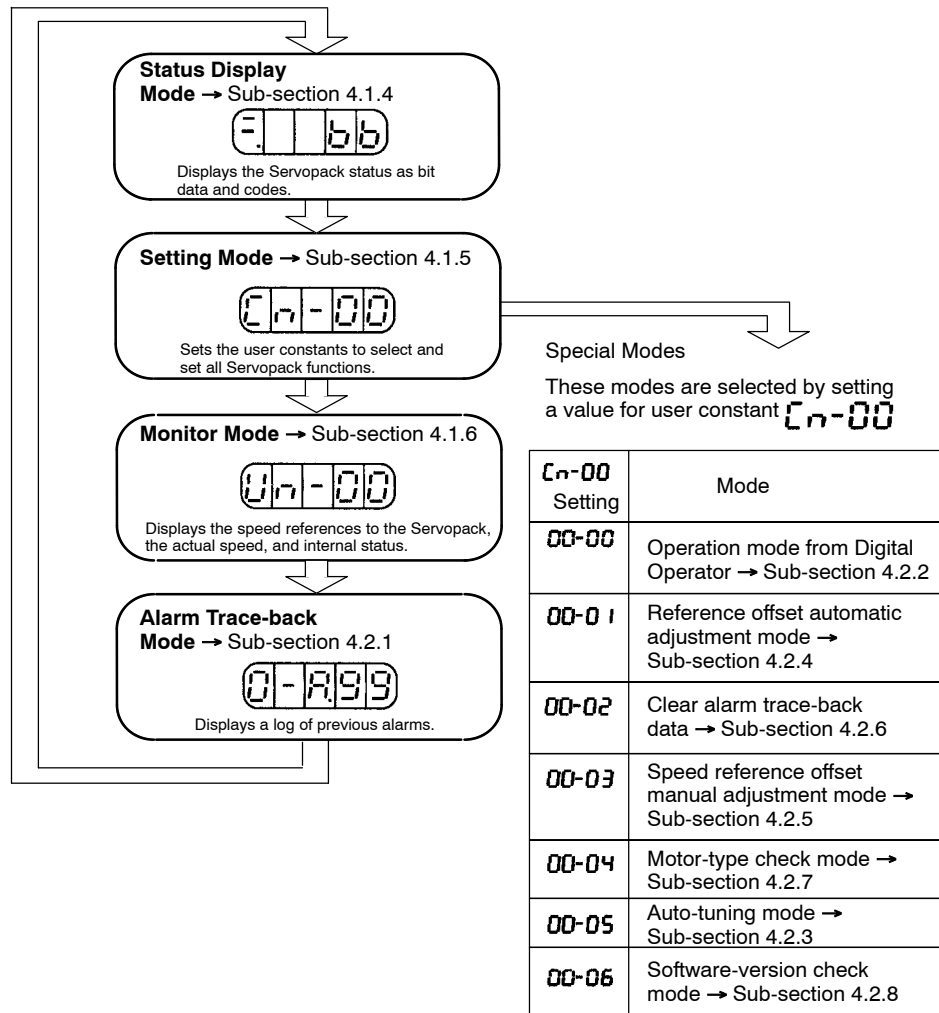 Status Display
Mode → Sub-section 4.1.4
-. bb
Displays the Servopack status as bit
data and codes.
Setting Mode → Sub-section 4.1.5
Cn-00
Sets the user constants to select and
set all Servopack functions.
Monitor Mode → Sub-section 4.1.6
Un-00
Displays the speed references to the Servopack,
the actual speed, and internal status.
Alarm Trace-back
Mode → Sub-section 4.2.1
0-A.99
Displays a log of previous alarms.
Special Modes
These modes are selected by setting
a value for user constant Cn-00
Cn-00
Setting
Mode
00-00
Operation mode from Digital
Operator → Sub-section 4.2.2
00-01
Reference offset automatic
adjustment mode →
Sub-section 4.2.4
00-02
Clear alarm trace-back
data → Sub-section 4.2.6
00-03
Speed reference offset
manual adjustment mode →
Sub-section 4.2.5
00-04
Motor-type check mode →
Sub-section 4.2.7
00-05
Auto-tuning mode →
Sub-section 4.2.3
00-06
Software-version check
mode → Sub-section 4.2.8